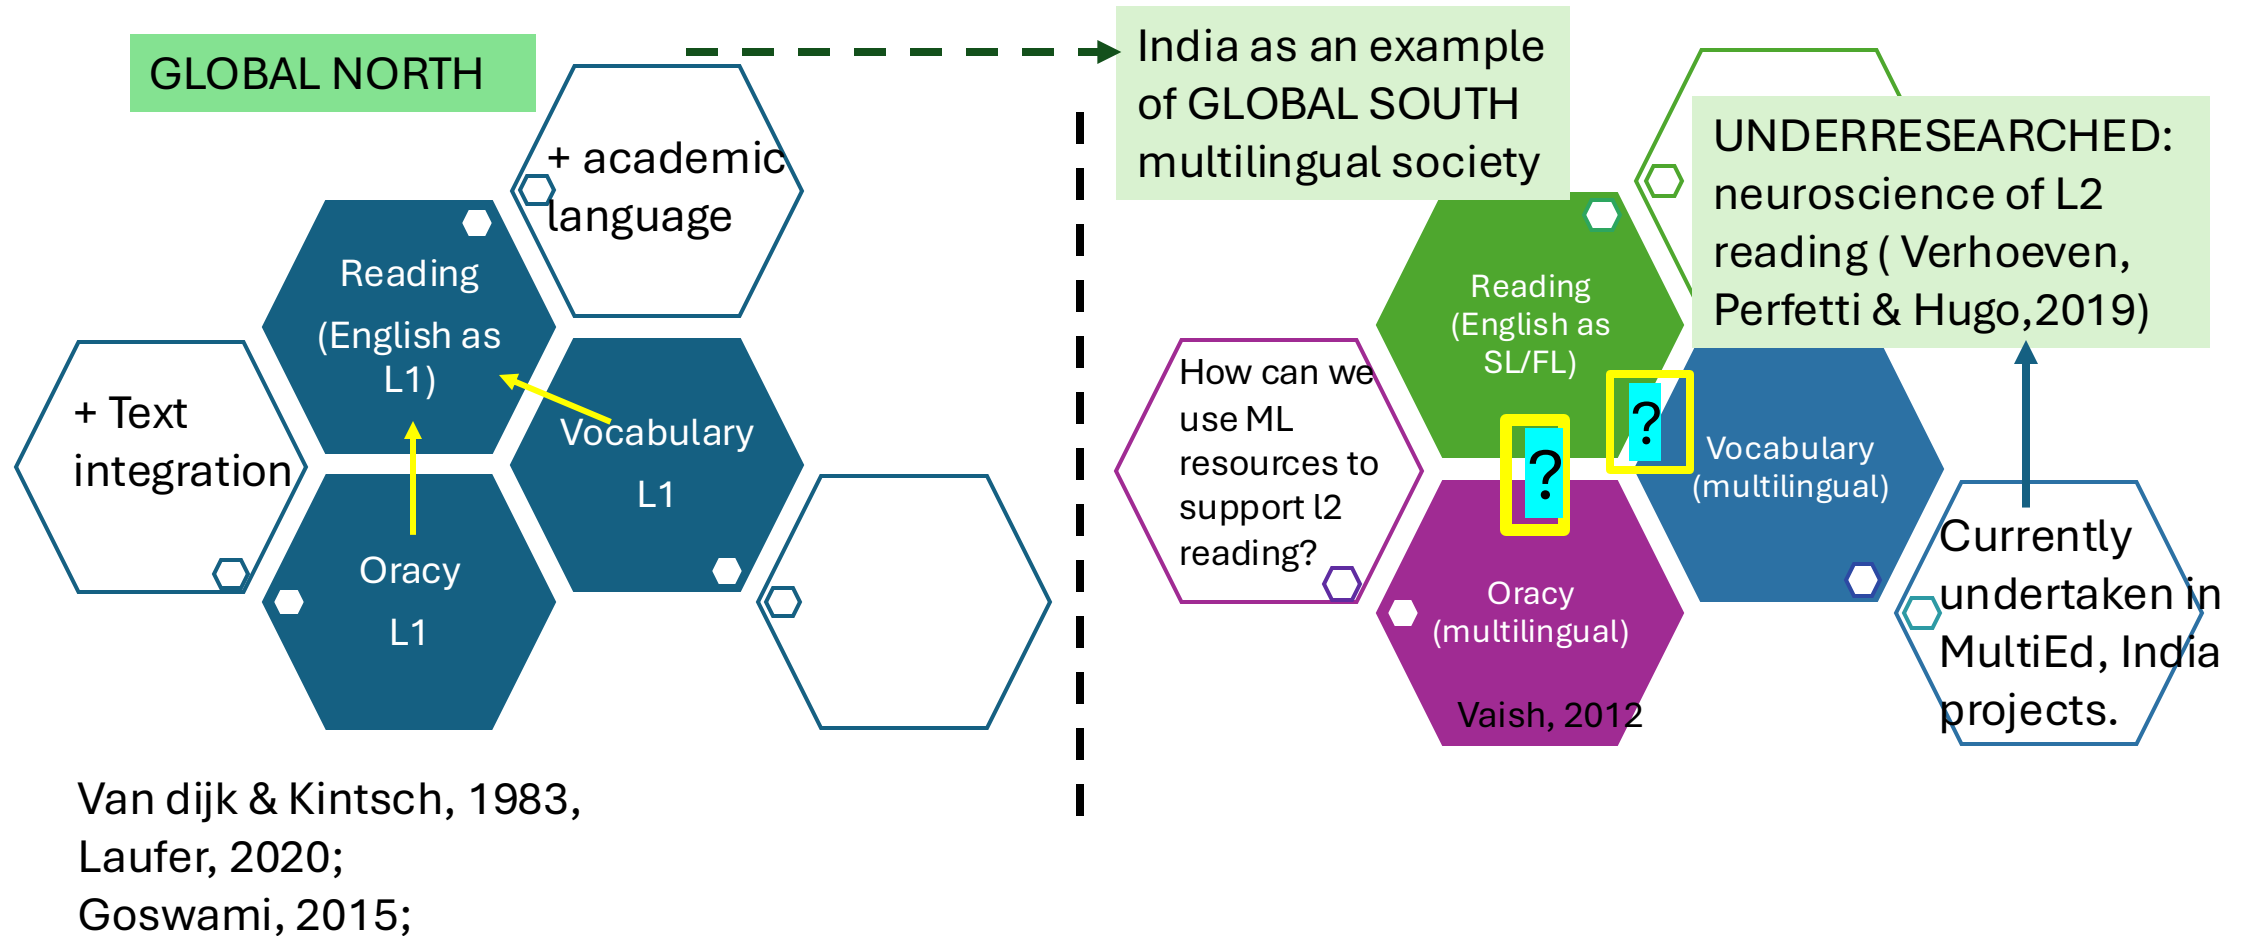 GLOBAL NORTH
+ academic
language
Reading
(English as
L1)
+ Text
integration
Vocabulary
L1
Oracy
L1
Van dijk & Kintsch, 1983,
Laufer, 2020;
Goswami, 2015;
India as an example
of GLOBAL SOUTH
multilingual society
UNDERRESEARCHED:
neuroscience of L2
reading ( Verhoeven,
Perfetti & Hugo,2019)
Reading
(English as
SL/FL)
How can we
use ML
resources to
support l2
reading?
?
?
Vocabulary
(multilingual)
Oracy
(multilingual)
Vaish, 2012
Currently
undertaken in
MultiEd, India
projects.